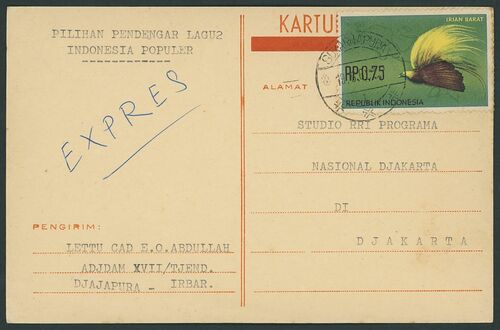 PILIHAN PENDENGAR LAGU2
INDONESIA POPULER
EXPRES
PENGIRIM:
LETTU CAD E.O.ABDULLAH
ADJDAM XVII/TJEND.
DJAJAPURA - IRBAR.
KARTU
IRIAN BARAT
RP 0.75
REPUBLIK INDONESIA
ALAMAT
STUDIO RRI PROGRAMA
NASIONAL DJAKARTA
DI
DJAKARTA